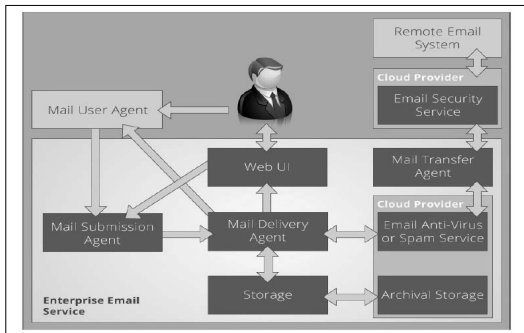 Remote Email
System
Cloud Provider
Email Security
Service
Mail User Agent
Web UI
Mail Transfer
Agent
Cloud Provider
Mail Submission
Agent
Mail Delivery
Agent
Email Anti-Virus
or Spam Service
Storage
Archival Storage
Enterprise Email
Service